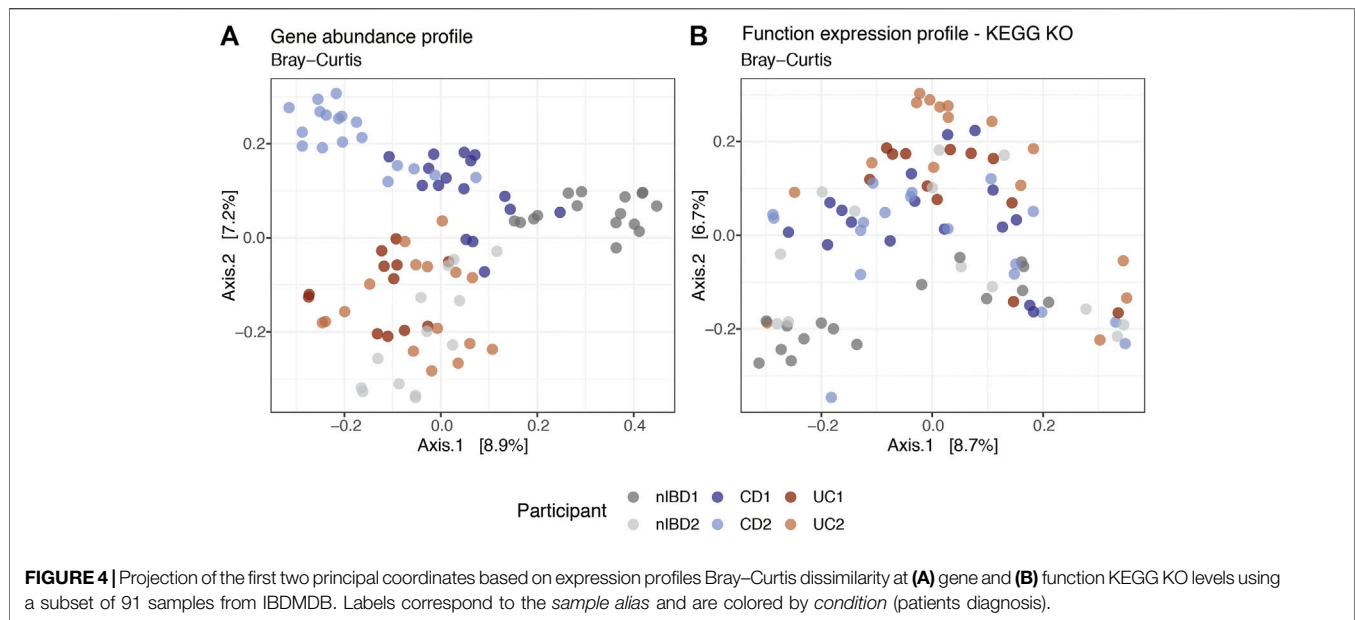 A Gene abundance profile
Bray–Curtis
0.2
0.0
−0.2
Axis.2 [7.2%]
−0.2 0.0 0.2 0.4
Axis.1 [8.9%]
B Function expression profile - KEGG KO
Bray–Curtis
0.2
0.0
−0.2
Axis.2 [6.7%]
−0.2 0.0 0.2
Axis.1 [8.7%]
Participant
nIBD1 CD1 UC1
nIBD2 CD2 UC2
FIGURE 4 | Projection of the first two principal coordinates based on expression profiles Bray–Curtis dissimilarity at (A) gene and (B) function KEGG KO levels using
a subset of 91 samples from IBDMDB. Labels correspond to the sample alias and are colored by condition (patients diagnosis).